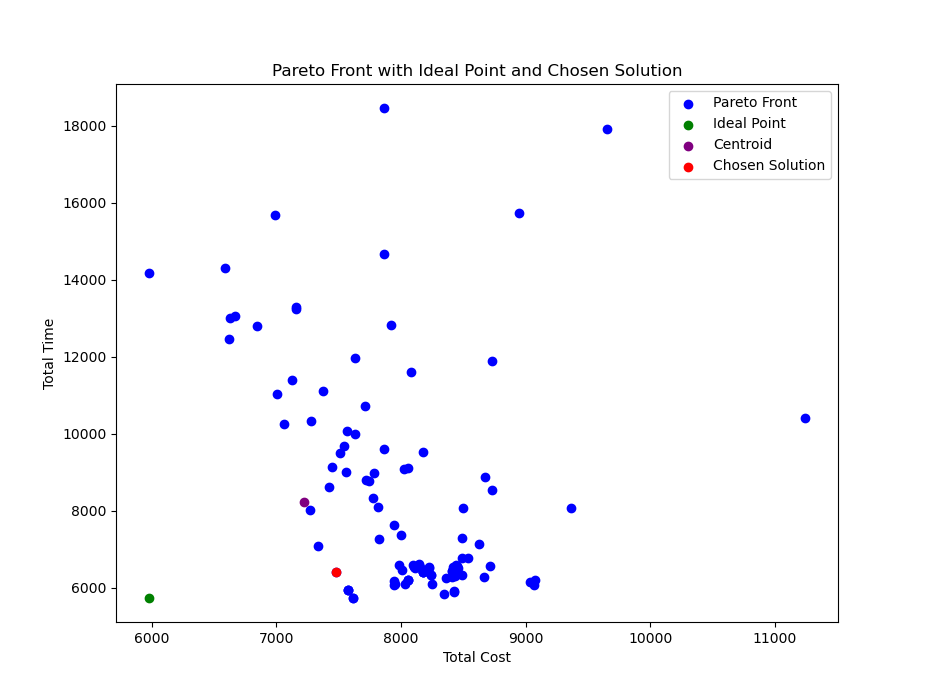 Pareto Front with Ideal Point and Chosen Solution
Pareto Front
Ideal Point
Centroid
Chosen Solution
Total Time
18000
16000
14000
12000
10000
8000
6000
6000 7000 8000 9000 10000 11000
Total Cost